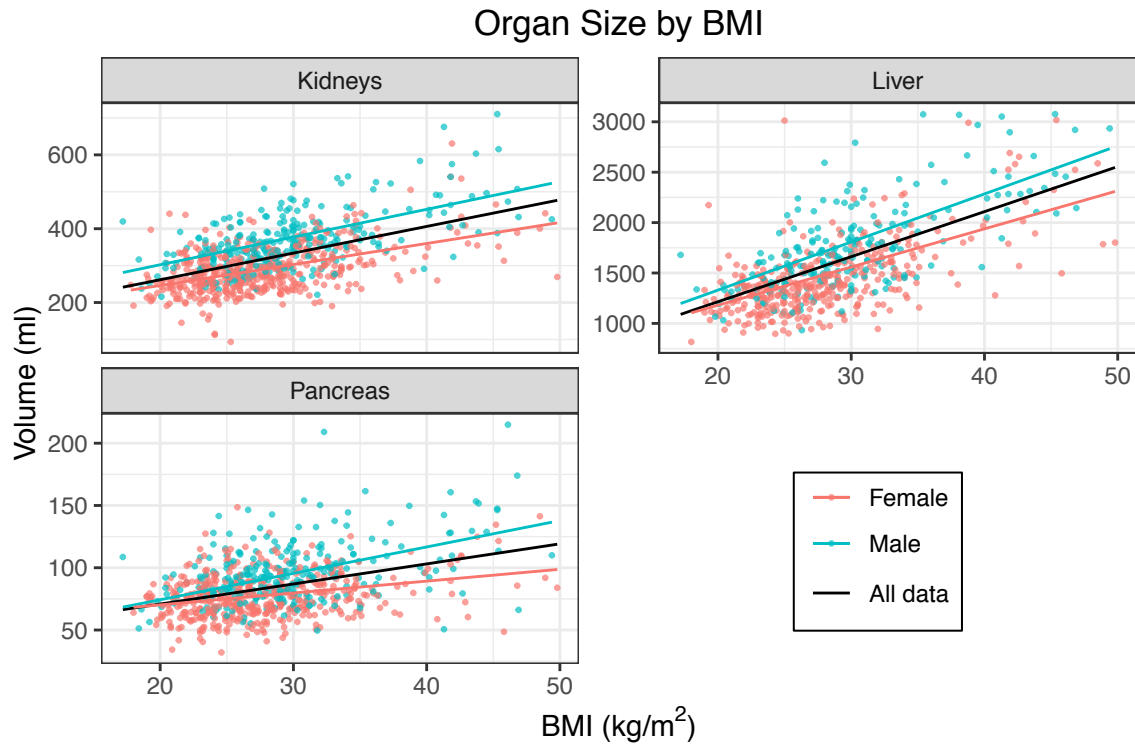 Organ Size by BMI
Kidneys
Liver
600
400
200
3000
2500
2000
1500
1000
20 30 40 50
Pancreas
200
150
100
50
20 30 40 50
Volume (ml)
BMI (kg/m²)
Female
Male
All data